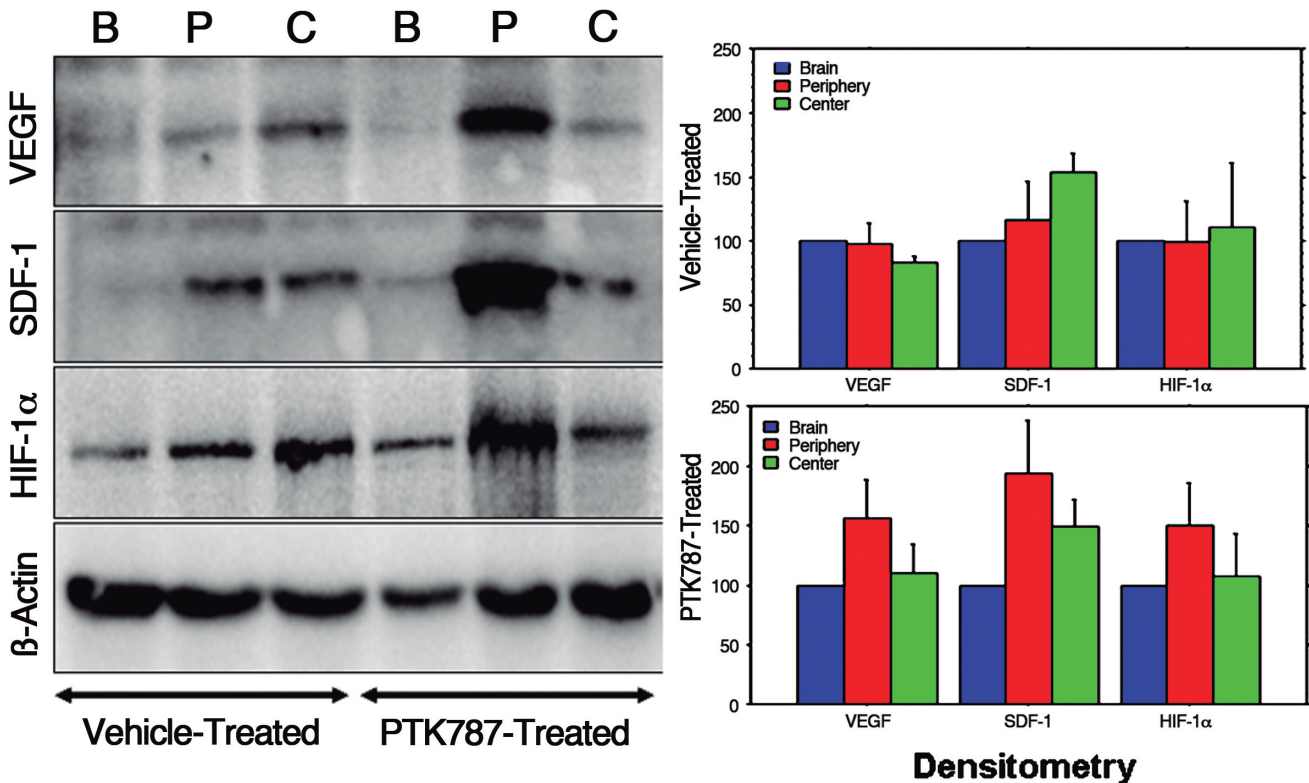 B P C B P C
VEGF
SDF-1
HIF-1α
β-Actin
Vehicle-Treated PTK787-Treated
Vehicle-Treated
250
200
150
100
50
0
Brain
Periphery
Center
VEGF SDF-1 HIF-1α
PTK787-Treated
250
200
150
100
50
0
Brain
Periphery
Center
VEGF SDF-1 HIF-1α
Densitometry